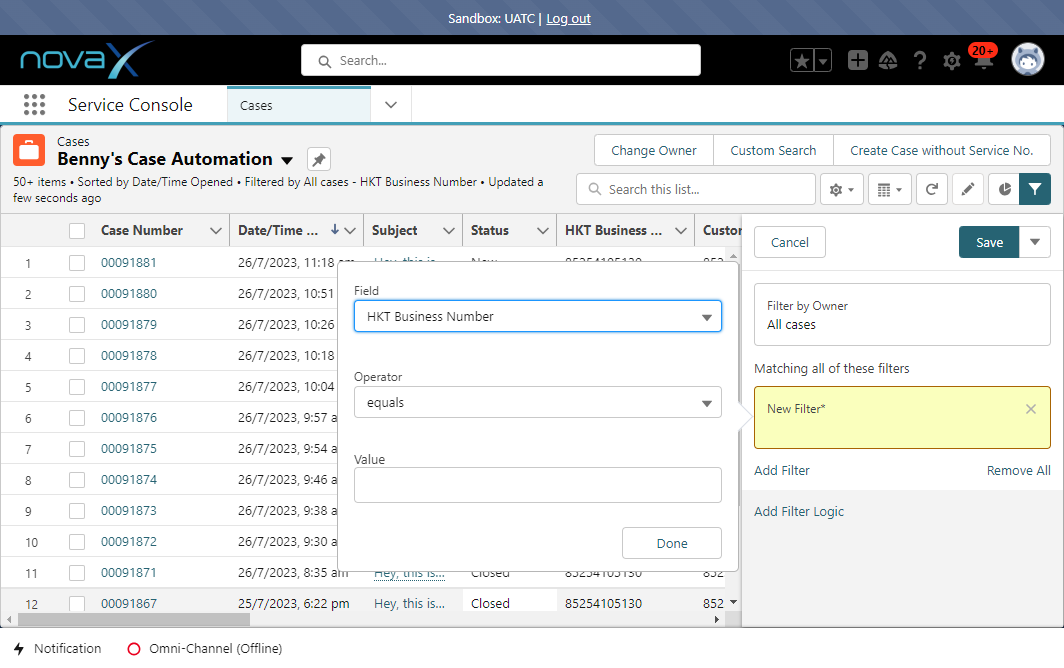 Sandbox: UATC | Log out
novaX
Search...
20+
Service Console
Cases
Cases
Benny's Case Automation
Change Owner
Custom Search
Create Case without Service No.
50+ items • Sorted by Date/Time Opened • Filtered by All cases - HKT Business Number • Updated a
few seconds ago
Search this list...
Case Number
Date/Time ...
Subject
Status
HKT Business ...
Custor
1 00091881 26/7/2023, 11:18 pm Hey, this is... New 85254105130 852
2 00091880 26/7/2023, 10:51
3 00091879 26/7/2023, 10:26
4 00091878 26/7/2023, 10:18
5 00091877 26/7/2023, 10:04
6 00091876 26/7/2023, 9:57 a
7 00091875 26/7/2023, 9:54 a
8 00091874 26/7/2023, 9:46 a
9 00091873 26/7/2023, 9:38 a
10 00091872 26/7/2023, 9:30 a
11 00091871 26/7/2023, 8:35 am Hey, this is... Closed 85254105130 852
12 00091867 25/7/2023, 6:22 pm Hey, this is... Closed 85254105130 852
Field
HKT Business Number
Operator
equals
Value
Done
Cancel
Save
Filter by Owner
All cases
Matching all of these filters
New Filter*
Add Filter
Remove All
Add Filter Logic
Notification
Omni-Channel (Offline)